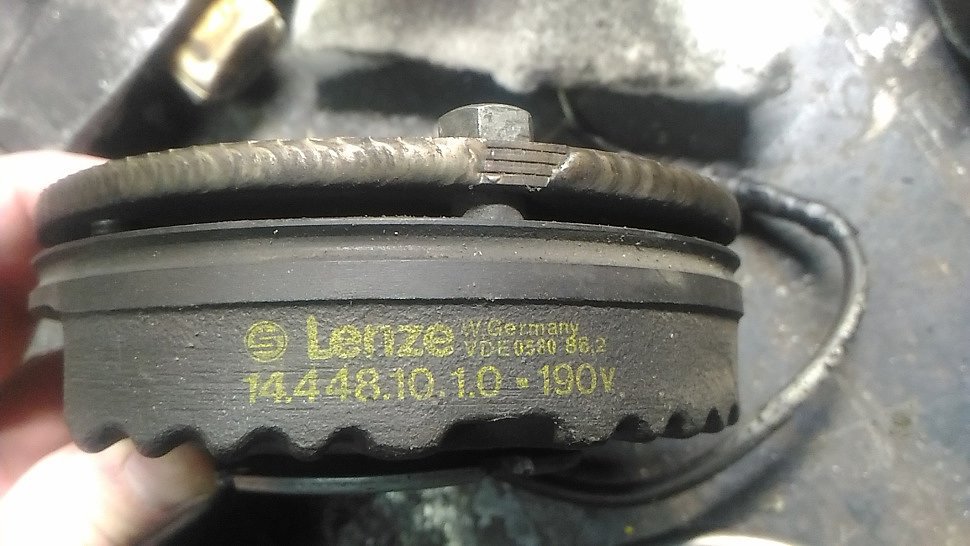 Lenze W.Germany
VDE 0580 86.2
14.448.10.1.0 · 190V